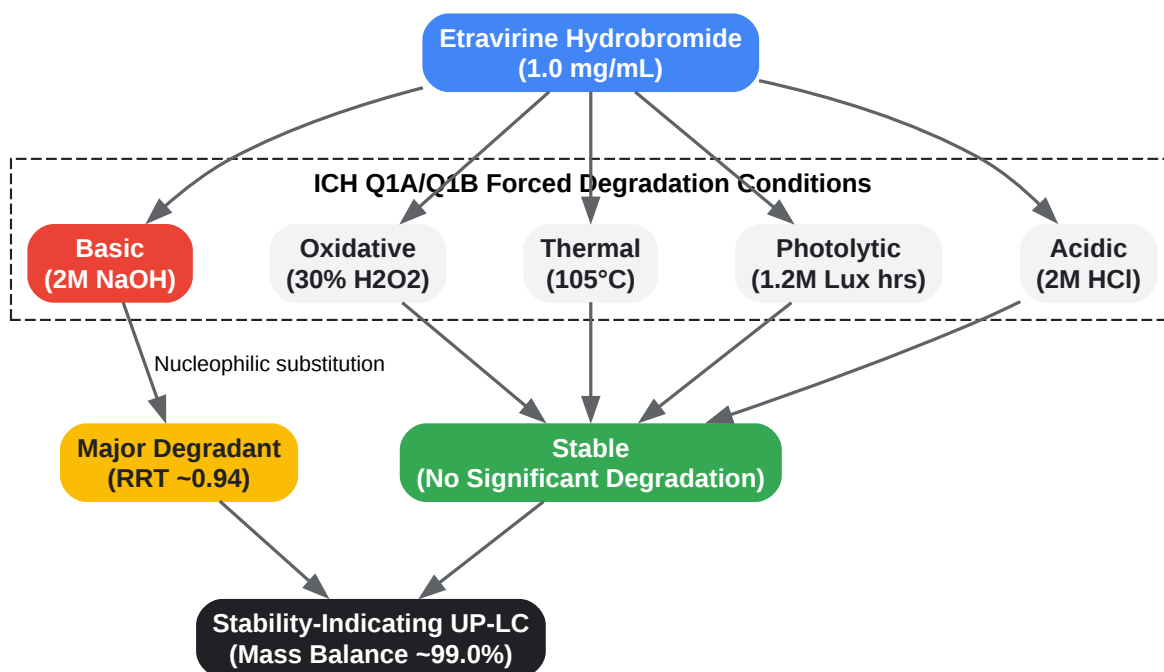 Etravirine Hydrobromide
(1.0 mg/mL)
ICH Q1A/Q1B Forced Degradation Conditions
Basic
(2M NaOH)
Oxidative
(30% H2O2)
Thermal
(105°C)
Photolytic
(1.2M Lux hrs)
Acidic
(2M HCl)
Nucleophilic substitution
Major Degradant
(RRT ~0.94)
Stable
(No Significant Degradation)
Stability-Indicating UP-LC
(Mass Balance ~99.0%)